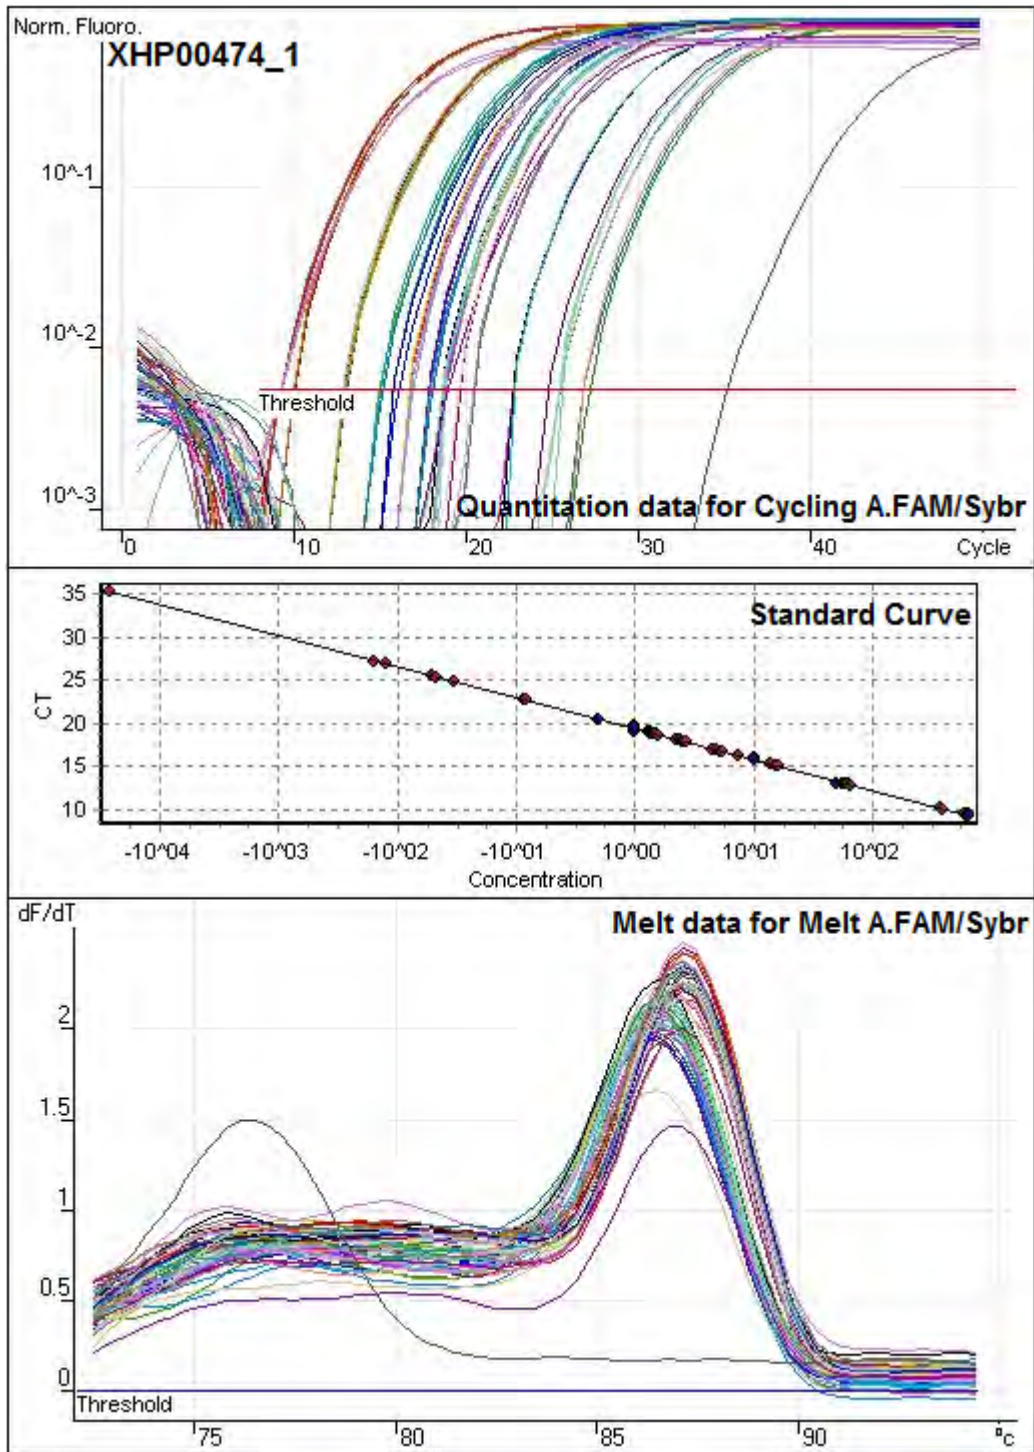 Norm. Fluoro.
XHP00474_1
10^-1
10^-2
Threshold
10^-3
Quantitation data for Cycling A.FAM/Sybr
0 10 20 30 40 Cycle
35
Standard Curve
30
25
CT
20
15
10
-10^04 -10^03 -10^02 -10^01 10^00 10^01 10^02
Concentration
dF/dT
Melt data for Melt A.FAM/Sybr
2
1.5
1
0.5
0
Threshold
75 80 85 90 °c